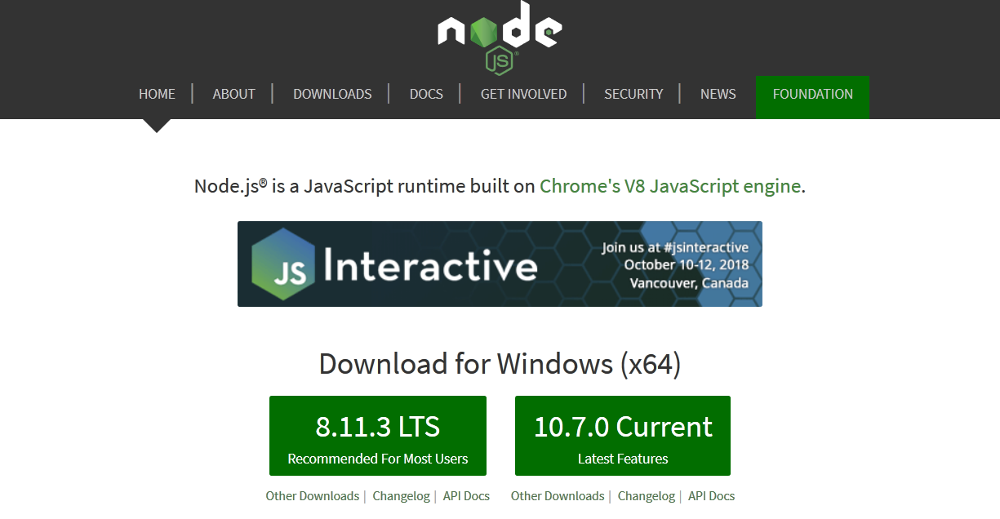 node
JS®
HOME | ABOUT | DOWNLOADS | DOCS | GET INVOLVED | SECURITY | NEWS FOUNDATION
Node.js® is a JavaScript runtime built on Chrome's V8 JavaScript engine.
JS Interactive
Join us at #jsinteractive
October 10-12, 2018
Vancouver, Canada
Download for Windows (x64)
8.11.3 LTS
Recommended For Most Users
Other Downloads | Changelog | API Docs
10.7.0 Current
Latest Features
Other Downloads | Changelog | API Docs